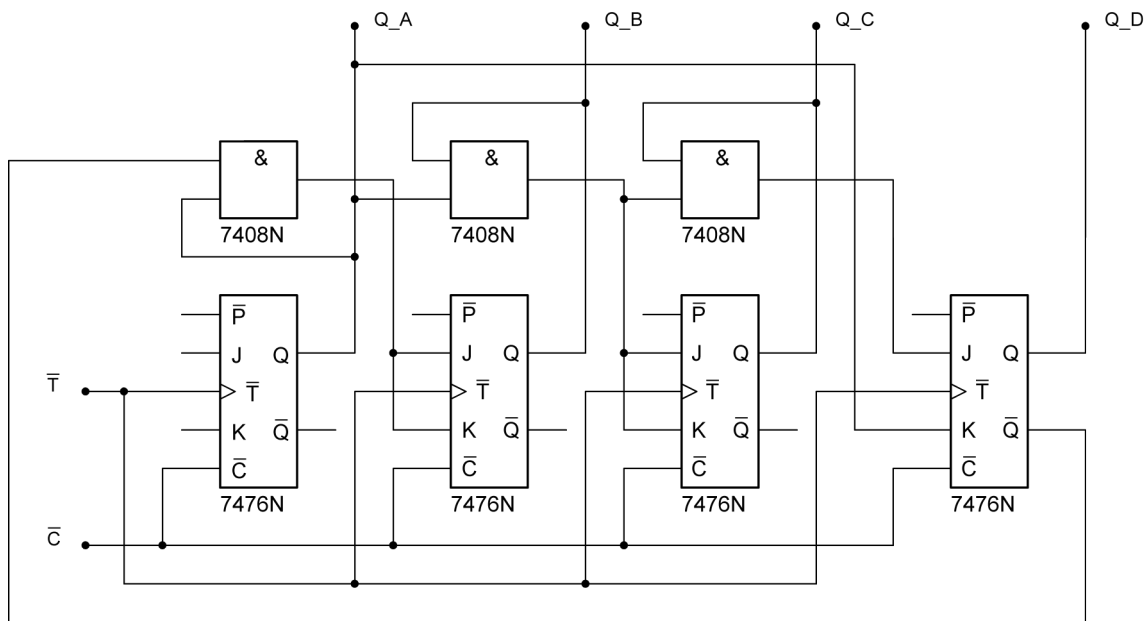 Q_A Q_B Q_C Q_D
& & &
7408N 7408N 7408N
P̅ P̅ P̅ P̅
J Q J Q J Q J Q
T̅ T̅ T̅ T̅ T̅
K Q̅ K Q̅ K Q̅ K Q̅
C̅ C̅ C̅ C̅
7476N 7476N 7476N 7476N
C̅